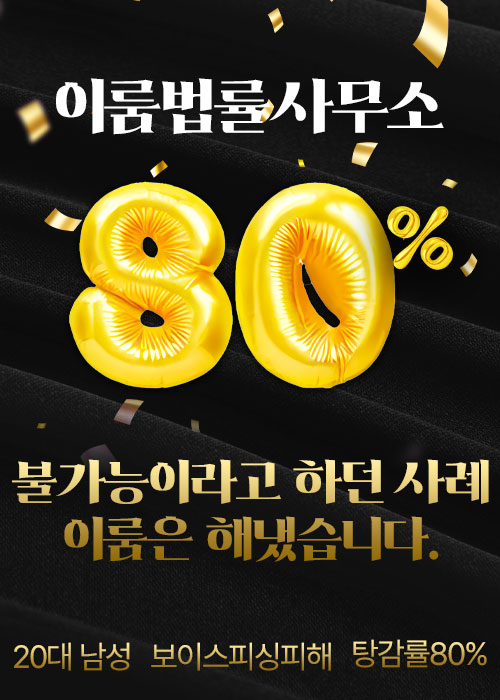 이룸법률사무소
80%
불가능이라고 하던 사례
이룸은 해냈습니다.
20대 남성 보이스피싱피해 탕감률80%